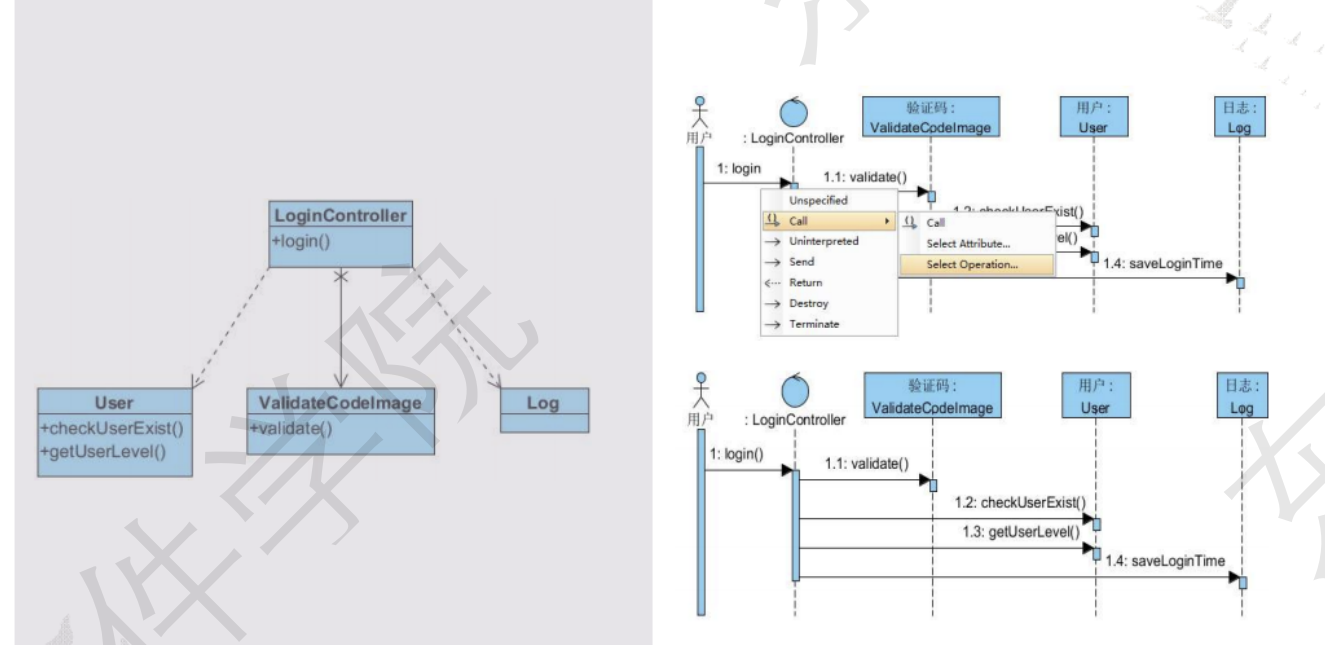 LoginController
+login()
User
+checkUserExist()
+getUserLevel()
ValidateCodeImage
+validate()
Log
用户
: LoginController
验证码 :
ValidateCodeImage
用户 :
User
日志 :
Log
1: login
1.1: validate()
1.2: checkUserExist()
el()
1.4: saveLoginTime
Unspecified
Call
Uninterpreted
Send
Return
Destroy
Terminate
Call
Select Attribute...
Select Operation...
用户
: LoginController
验证码 :
ValidateCodeImage
用户 :
User
日志 :
Log
1: login()
1.1: validate()
1.2: checkUserExist()
1.3: getUserLevel()
1.4: saveLoginTime
件学院